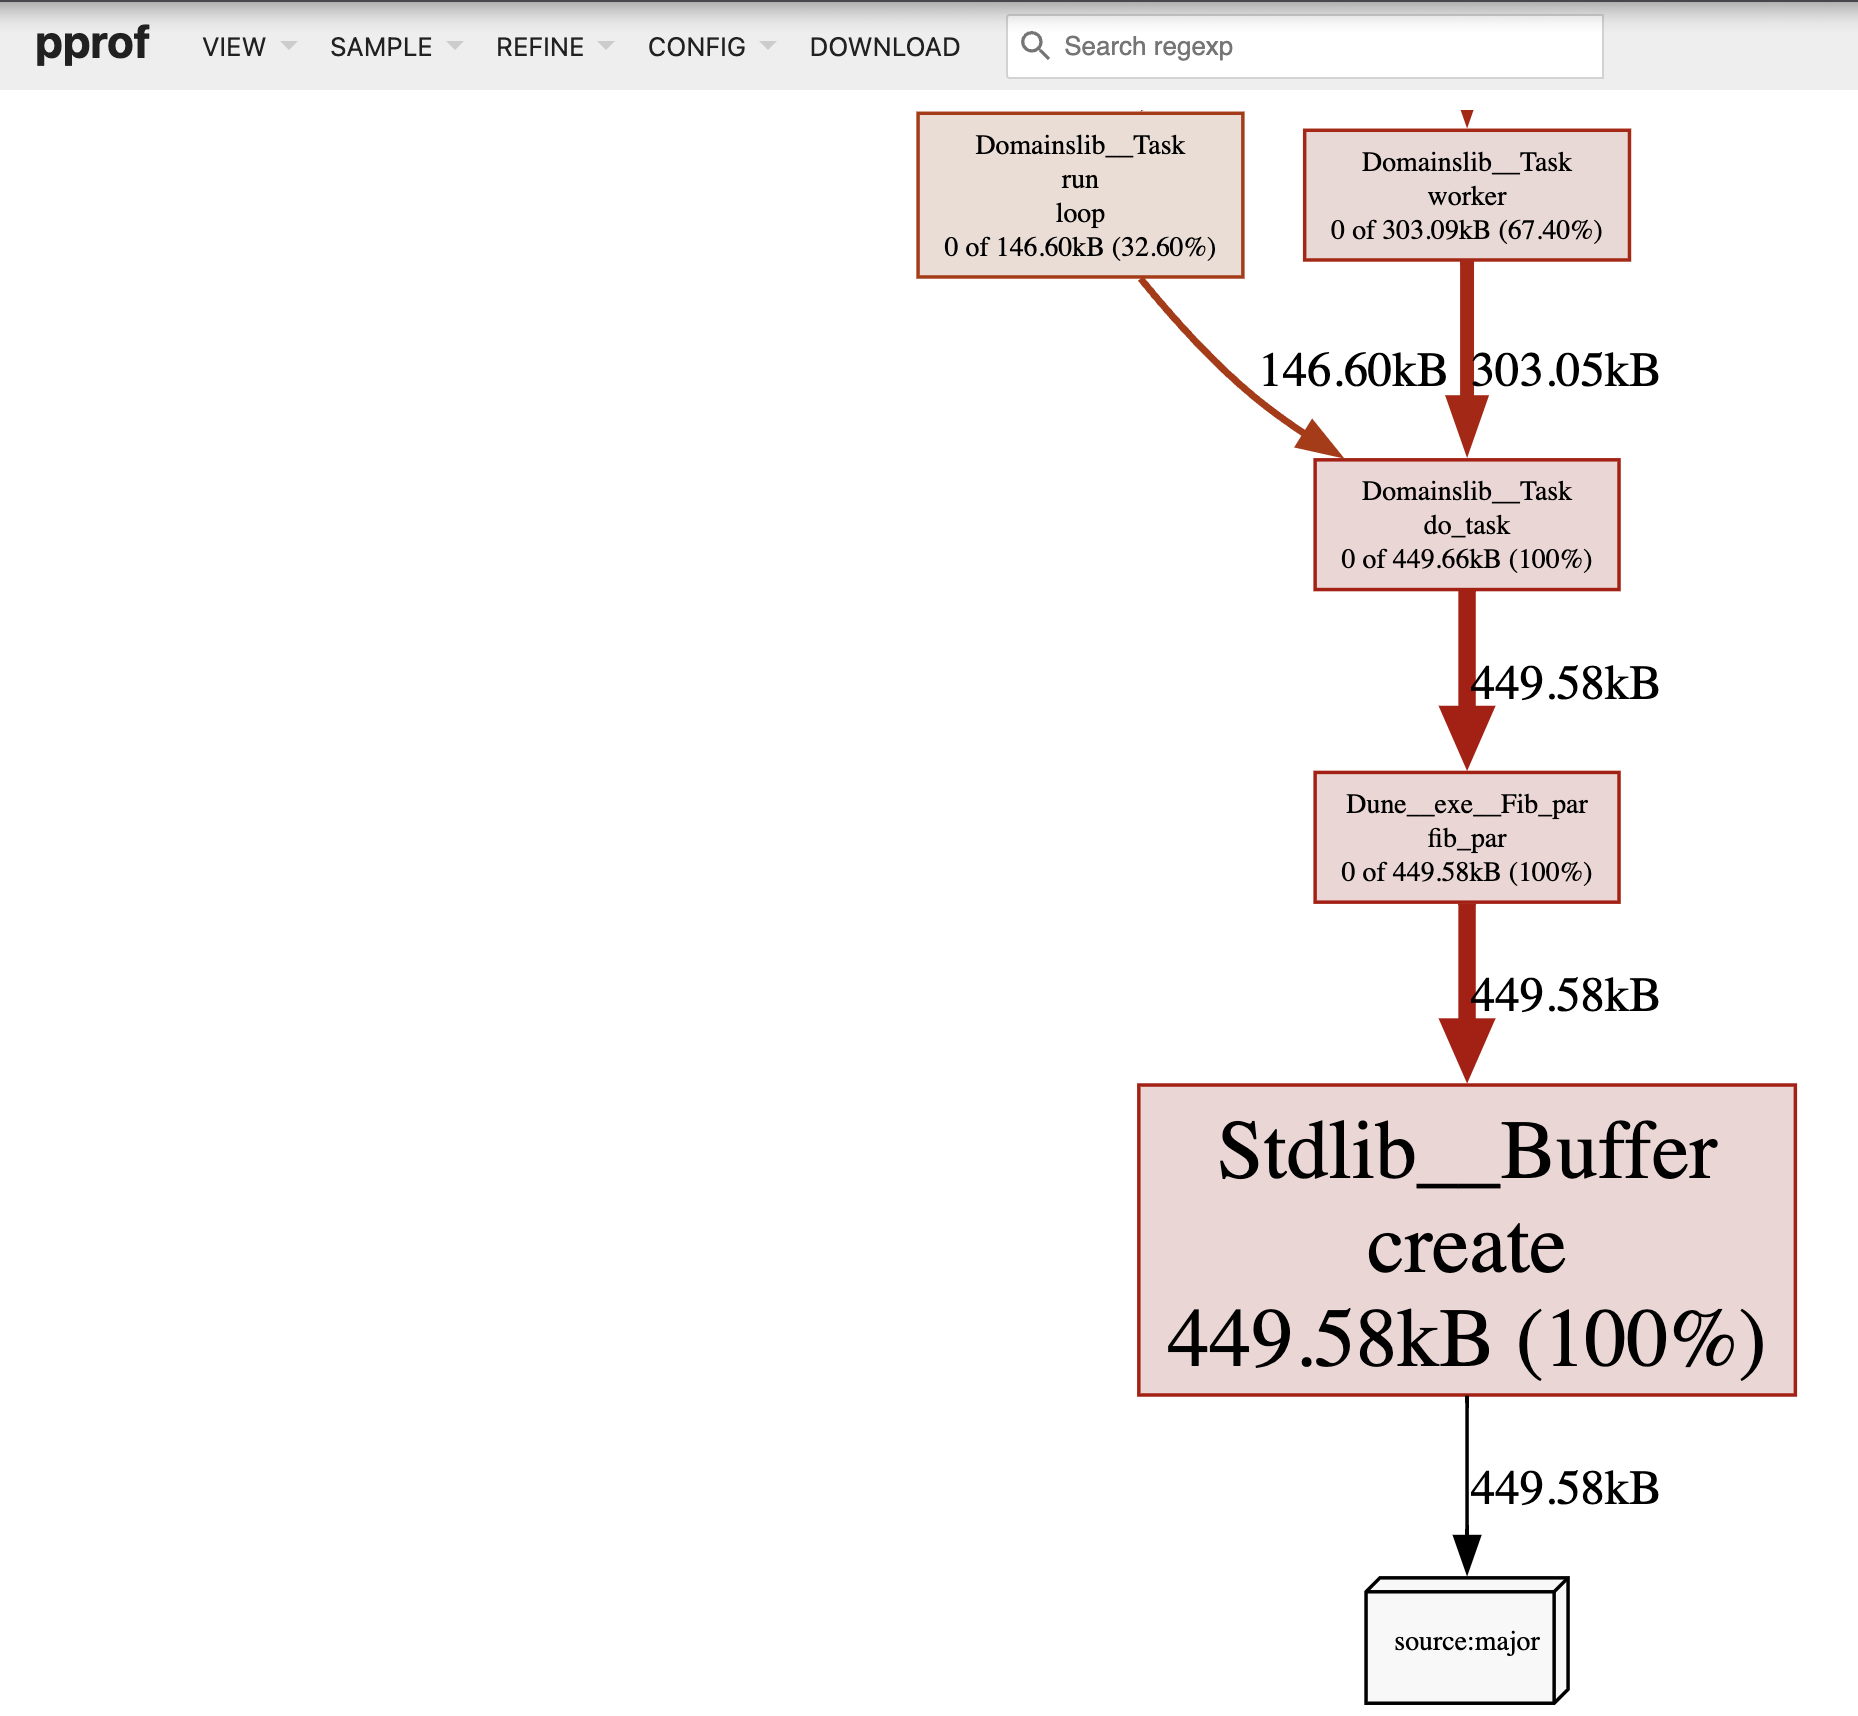 pprof VIEW SAMPLE REFINE CONFIG DOWNLOAD Search regexp
Domainslib__Task
run
loop
0 of 146.60kB (32.60%)
Domainslib__Task
worker
0 of 303.09kB (67.40%)
146.60kB
303.05kB
Domainslib__Task
do_task
0 of 449.66kB (100%)
449.58kB
Dune__exe__Fib_par
fib_par
0 of 449.58kB (100%)
449.58kB
Stdlib__Buffer
create
449.58kB (100%)
449.58kB
source:major